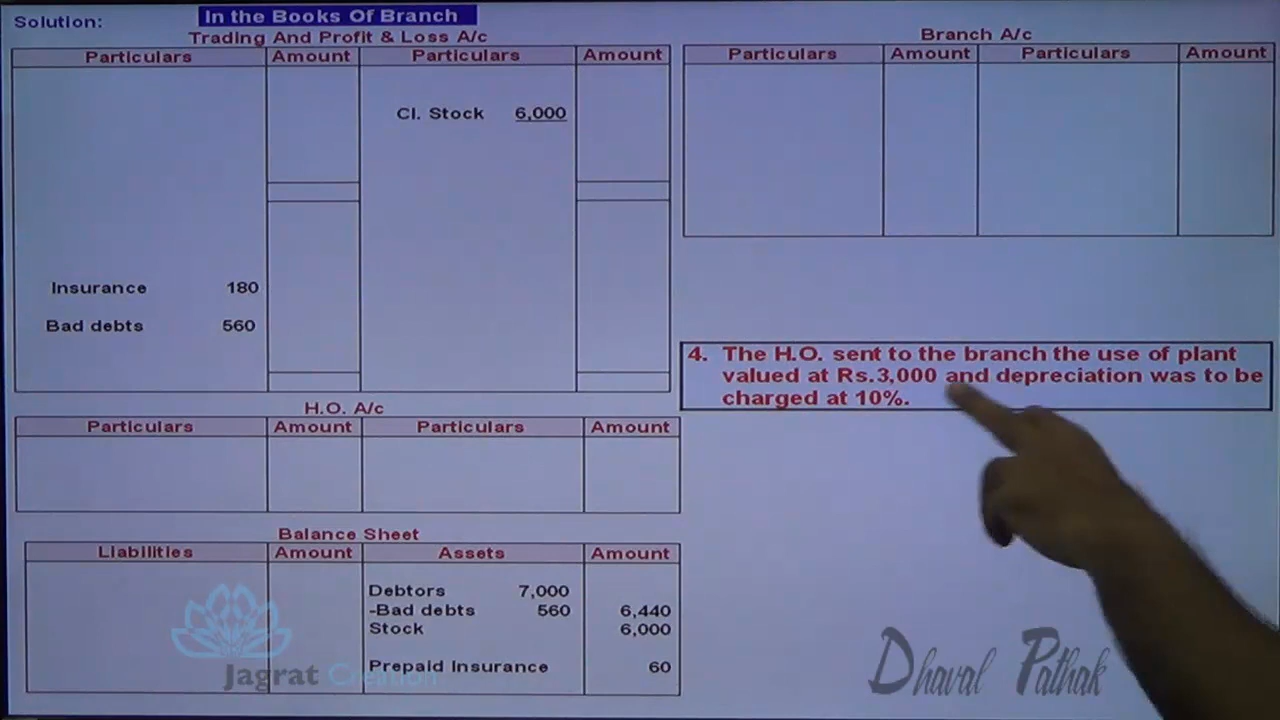 Solution:
In the Books Of Branch
Trading And Profit & Loss A/c
Particulars Amount Particulars Amount
Cl. Stock 6,000
Insurance 180
Bad debts 560
Branch A/c
Particulars Amount Particulars Amount
4. The H.O. sent to the branch the use of plant
valued at Rs.3,000 and depreciation was to be
charged at 10%.
H.O. A/c
Particulars Amount Particulars Amount
Balance Sheet
Liabilities Amount Assets Amount
Debtors 7,000
-Bad debts 560 6,440
Stock 6,000
Prepaid Insurance 60
Jagrat Creation
Dhaval Pathak